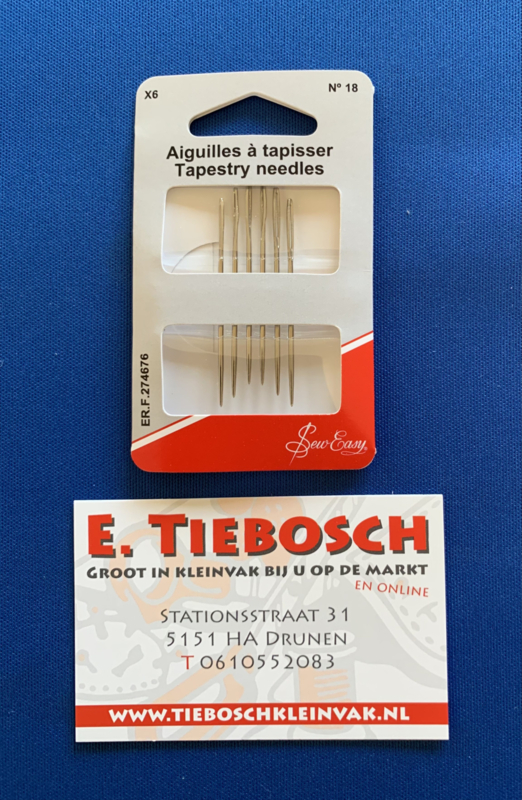 X6
Nº 18
Aiguilles à tapisser
Tapestry needles
ER.F.274676
Sew Easy
E. TIEBOSCH
GROOT IN KLEINVAK BIJ U OP DE MARKT
EN ONLINE
STATIONSSTRAAT 31
5151 HA DRUNEN
T 0610552083
WWW.TIEBOSCHKLEINVAK.NL